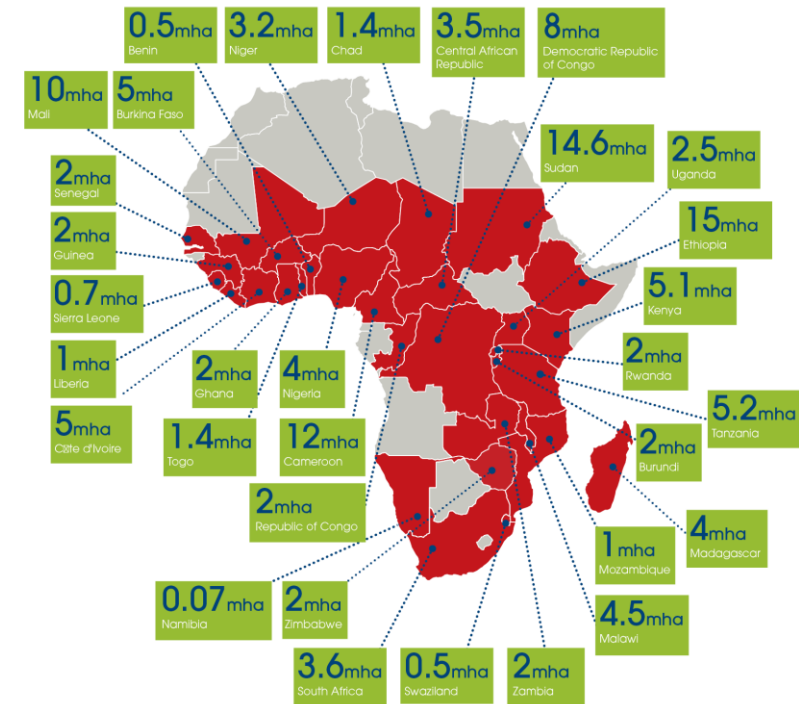 0.5mha
Benin
3.2mha
Niger
1.4mha
Chad
3.5mha
Central African
Republic
8mha
Democratic Republic
of Congo
10mha
Mali
5mha
Burkina Faso
14.6mha
Sudan
2.5mha
Uganda
2mha
Senegal
15mha
Ethiopia
2mha
Guinea
5.1mha
Kenya
0.7mha
Sierra Leone
2mha
Rwanda
1mha
Liberia
2mha
Ghana
4mha
Nigeria
5.2mha
Tanzania
5mha
Côte d'Ivoire
1.4mha
Togo
12mha
Cameroon
2mha
Burundi
2mha
Republic of Congo
4mha
Madagascar
1mha
Mozambique
0.07mha
Namibia
2mha
Zimbabwe
4.5mha
Malawi
3.6mha
South Africa
0.5mha
Swaziland
2mha
Zambia